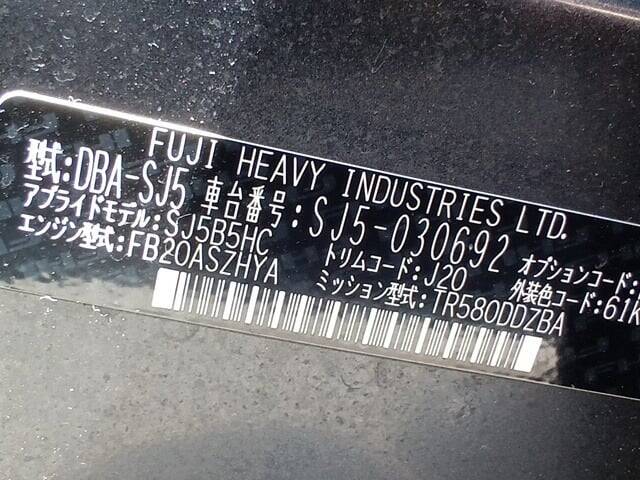 FUJI HEAVY INDUSTRIES LTD.
型式:DBA-SJ5 車台番号:SJ5-030692
アプライドモデル:SJ5B5HC トリムコード:J20 オプションコード:
エンジン型式:FB20ASZHYA ミッション型式:TR580DDZBA 外装色コード:61K